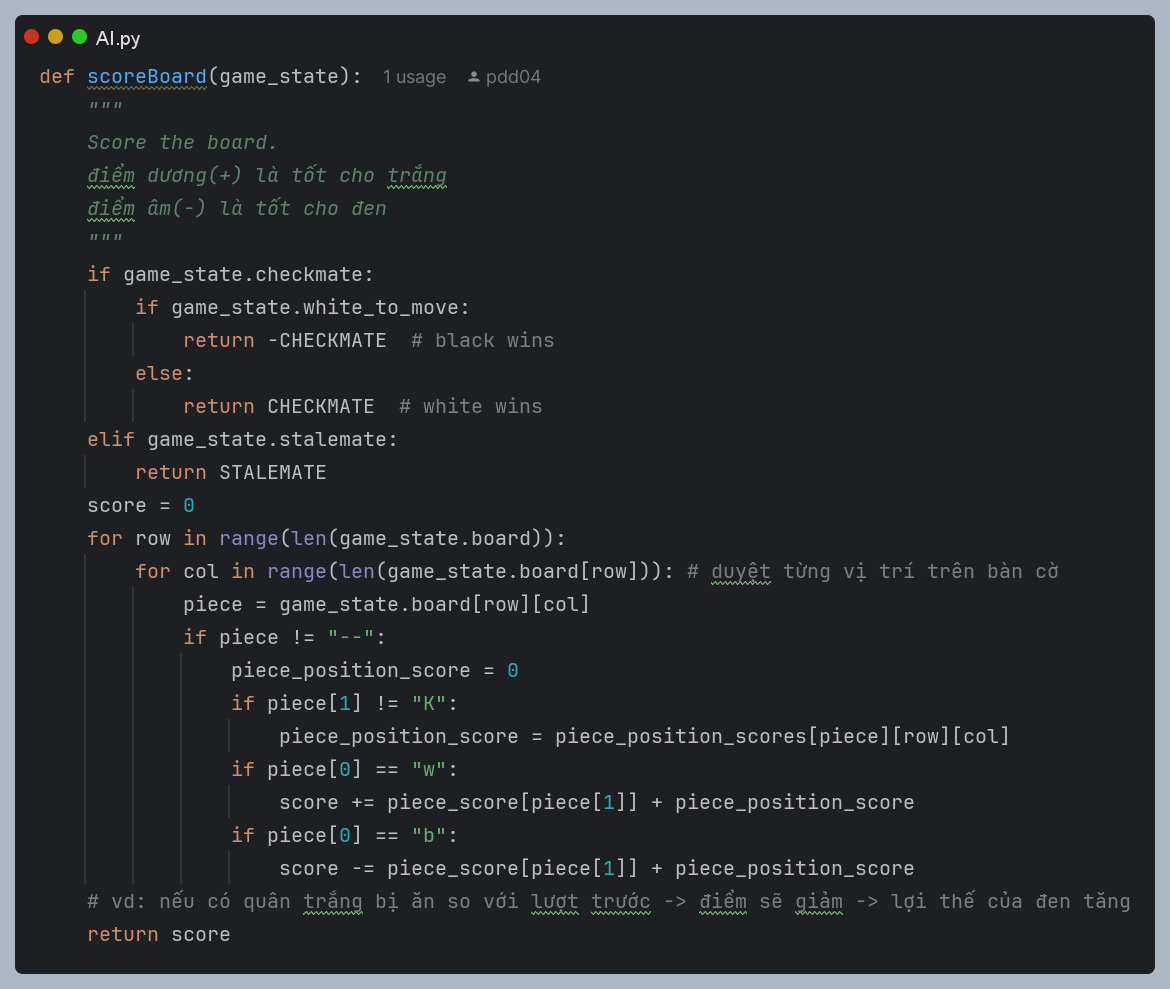 AI.py
def scoreBoard(game_state): 1 usage pdd04
    """
    Score the board.
    điểm dương(+) là tốt cho trắng
    điểm âm(-) là tốt cho đen
    """
    if game_state.checkmate:
        if game_state.white_to_move:
            return -CHECKMATE  # black wins
        else:
            return CHECKMATE  # white wins
    elif game_state.stalemate:
        return STALEMATE
    score = 0
    for row in range(len(game_state.board)):
        for col in range(len(game_state.board[row])): # duyệt từng vị trí trên bàn cờ
            piece = game_state.board[row][col]
            if piece != "--":
                piece_position_score = 0
                if piece[1] != "K":
                    piece_position_score = piece_position_scores[piece][row][col]
                if piece[0] == "w":
                    score += piece_score[piece[1]] + piece_position_score
                if piece[0] == "b":
                    score -= piece_score[piece[1]] + piece_position_score
    # vd: nếu có quân trắng bị ăn so với lượt trước -> điểm sẽ giảm -> lợi thế của đen tăng
    return score